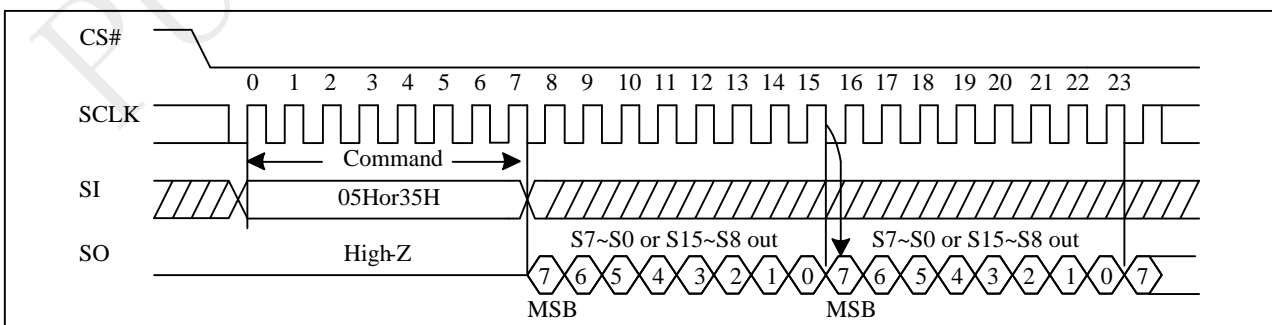 CS#
0 1 2 3 4 5 6 7 8 9 10 11 12 13 14 15 16 17 18 19 20 21 22 23
SCLK
Command
SI
05Hor35H
SO
High-Z
S7~S0 or S15~S8 out
S7~S0 or S15~S8 out
7 6 5 4 3 2 1 0 7 6 5 4 3 2 1 0 7
MSB
MSB